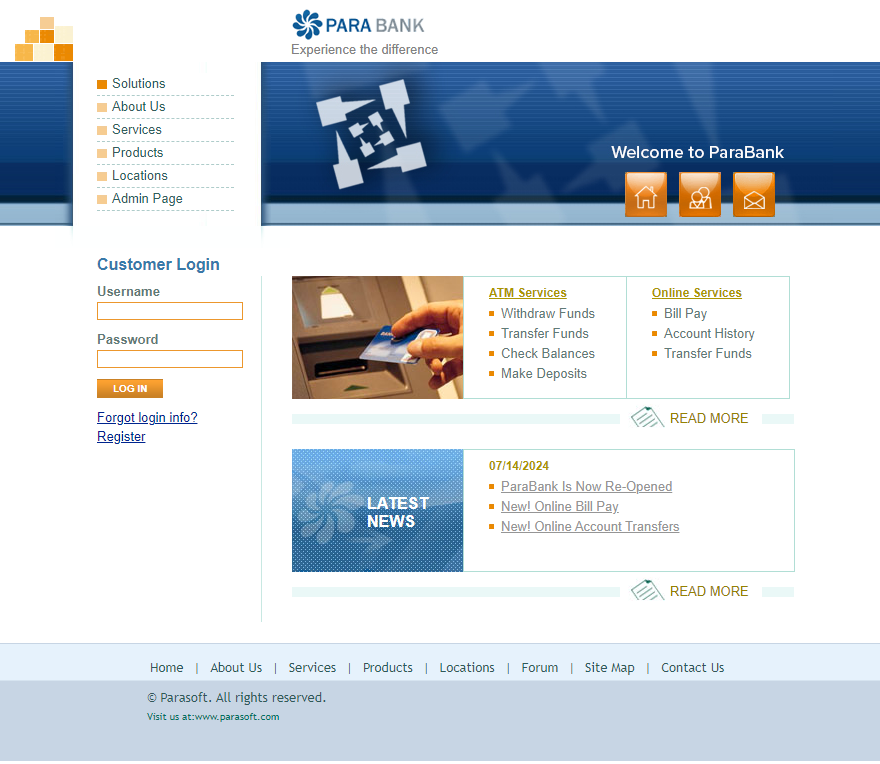 PARA BANK
Experience the difference
Solutions
About Us
Services
Products
Locations
Admin Page
Welcome to ParaBank
Customer Login
Username
Password
LOG IN
Forgot login info?
Register
ATM Services
Withdraw Funds
Transfer Funds
Check Balances
Make Deposits
Online Services
Bill Pay
Account History
Transfer Funds
READ MORE
LATEST
NEWS
07/14/2024
ParaBank Is Now Re-Opened
New! Online Bill Pay
New! Online Account Transfers
READ MORE
Home | About Us | Services | Products | Locations | Forum | Site Map | Contact Us
© Parasoft. All rights reserved.
Visit us at:www.parasoft.com